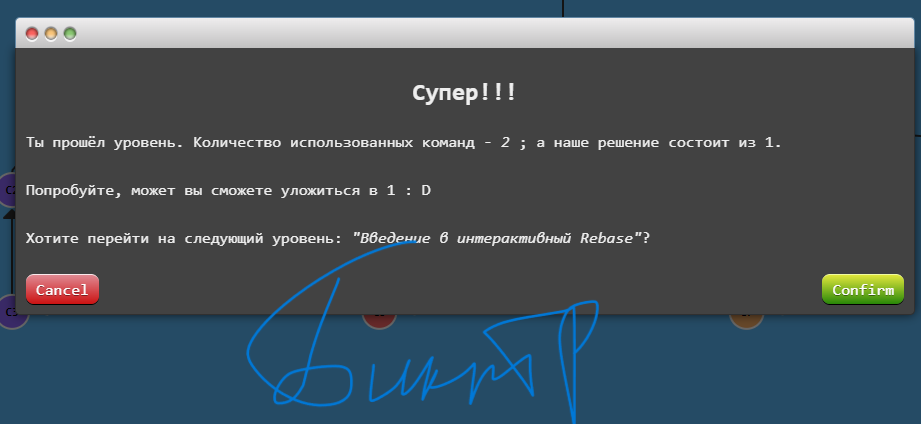 Супер!!!
Ты прошёл уровень. Количество использованных команд - 2 ; а наше решение состоит из 1.
Попробуйте, может вы сможете уложиться в 1 : D
Хотите перейти на следующий уровень: "Введение в интерактивный Rebase"?
Cancel
Confirm